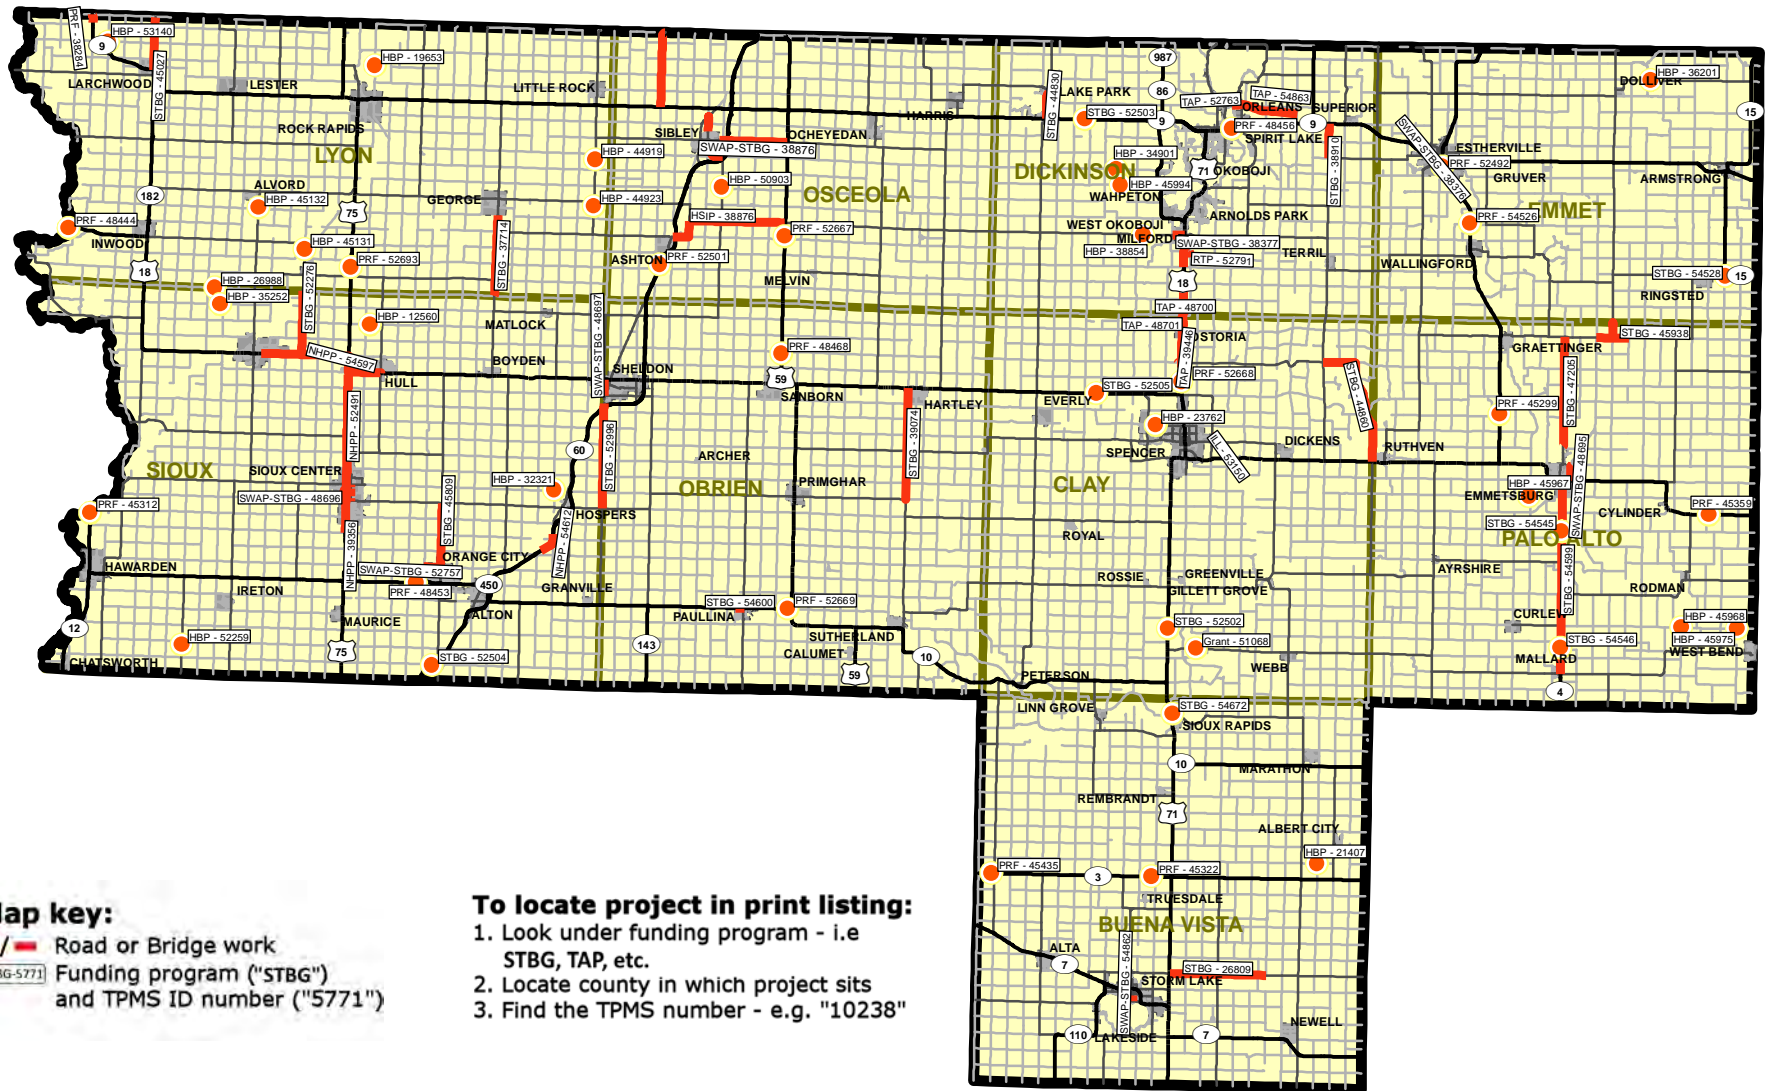 PRF - 38284
HBP - 53140
9
LARCHWOOD
STBG - 45027
LESTER
HBP - 19653
ROCK RAPIDS
LYON
LITTLE ROCK
SIBLEY
OCHEYEDAN
HARRIS
SWAP-STBG - 38876
HBP - 44919
HBP - 50903
OSCEOLA
HBP - 44923
182
ALVORD
HBP - 45132
75
GEORGE
PRF - 48444
INWOOD
HBP - 45131
PRF - 52693
STBG - 37714
HSIP - 38876
PRF - 52667
ASHTON
PRF - 52501
MELVIN
18
HBP - 26988
HBP - 35252
STBG - 52276
HBP - 12560
MATLOCK
987
86
LAKE PARK
STBG - 44830
STBG - 52503
9
TAP - 52763
TAP - 54863
ORLEANS
SUPERIOR
PRF - 48456
9
SPIRIT LAKE
HBP - 34901
DICKINSON
HBP - 45994
WAHPETON
71
OKOBOJI
STBG - 38910
ARNOLDS PARK
WEST OKOBOJI
MILFORD
HBP - 38854
SWAP-STBG - 38377
RTP - 52791
TERRIL
18
TAP - 48700
TAP - 48701
TAP - 39446
PRF - 52668
DOLLIVER
HBP - 36201
15
SWAP-STBG - 38376
ESTHERVILLE
PRF - 52492
GRUVER
ARMSTRONG
PRF - 54526
EMMET
WALLINGFORD
STBG - 54528
15
RINGSTED
STBG - 45938
GRAETTINGER
STBG - 47205
PRF - 45299
NHPP - 54597
HULL
BOYDEN
SWAP-STBG - 48697
SHELDON
PRF - 48468
59
SANBORN
HARTLEY
STBG - 39074
STBG - 52505
EVERLY
HBP - 23762
SPENCER
ILL - 53150
DICKENS
STBG - 44860
RUTHVEN
CLAY
NHPP - 52491
SIOUX
SIOUX CENTER
SWAP-STBG - 48696
NHPP - 39356
STBG - 45809
60
STBG - 52996
HBP - 32321
HOSPERS
NHPP - 54612
ARCHER
OBRIEN
PRIMGHAR
ROYAL
HBP - 45967
EMMETSBURG
SWAP-STBG - 48695
STBG - 54545
PALO ALTO
CYLINDER
PRF - 45359
PRF - 45312
HAWARDEN
IRETON
ORANGE CITY
SWAP-STBG - 52757
PRF - 48453
450
ALTON
GRANVILLE
MAURICE
STBG - 54600
PAULLINA
PRF - 52669
SUTHERLAND
CALUMET
ROSSIE
GREENVILLE
GILLETT GROVE
STBG - 52502
Grant - 51068
WEBB
AYRSHIRE
STBG - 54599
CURLEW
RODMAN
HBP - 45968
HBP - 45975
STBG - 54546
MALLARD
WEST BEND
4
12
CHATSWORTH
HBP - 52259
75
STBG - 52504
143
59
10
PETERSON
LINN GROVE
STBG - 54672
SIOUX RAPIDS
10
MARATHON
REMBRANDT
71
ALBERT CITY
HBP - 21407
PRF - 45435
3
PRF - 45322
TRUESDALE
BUENA VISTA
ALTA
7
SWAP-STBG - 54862
STBG - 26809
STORM LAKE
110
LAKESIDE
7
NEWELL
key:
Road or Bridge work
Funding program ("STBG")
and TPMS ID number ("5771")
To locate project in print listing:
1. Look under funding program - i.e
STBG, TAP, etc.
2. Locate county in which project sits
3. Find the TPMS number - e.g. "10238"